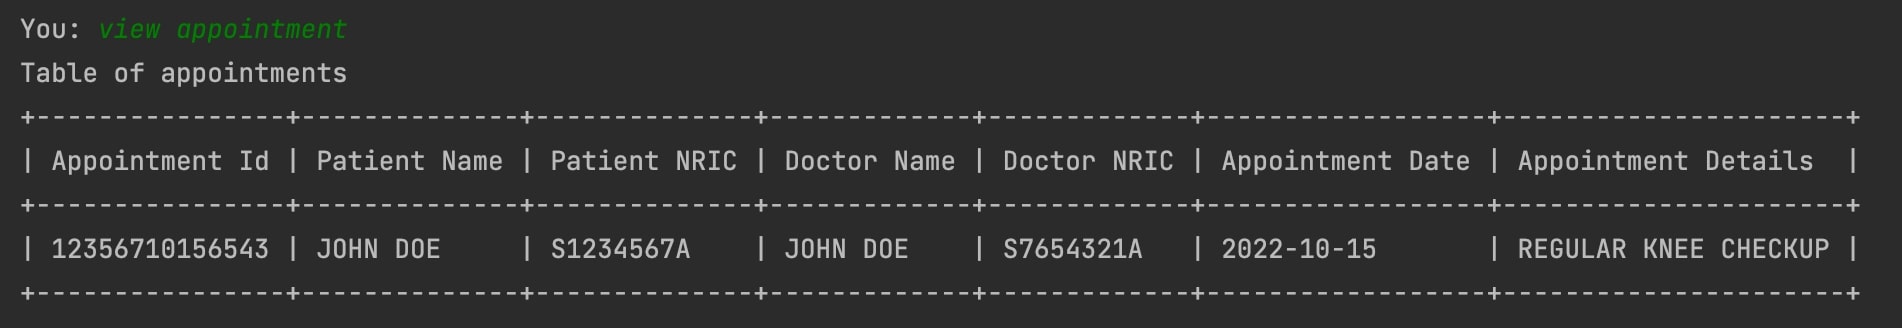 You: view appointment
Table of appointments
+----------------+--------------+--------------+-------------+-------------+------------------+----------------------+
| Appointment Id | Patient Name | Patient NRIC | Doctor Name | Doctor NRIC | Appointment Date | Appointment Details  |
+----------------+--------------+--------------+-------------+-------------+------------------+----------------------+
| 12356710156543 | JOHN DOE     | S1234567A    | JOHN DOE    | S7654321A   | 2022-10-15       | REGULAR KNEE CHECKUP |
+----------------+--------------+--------------+-------------+-------------+------------------+----------------------+